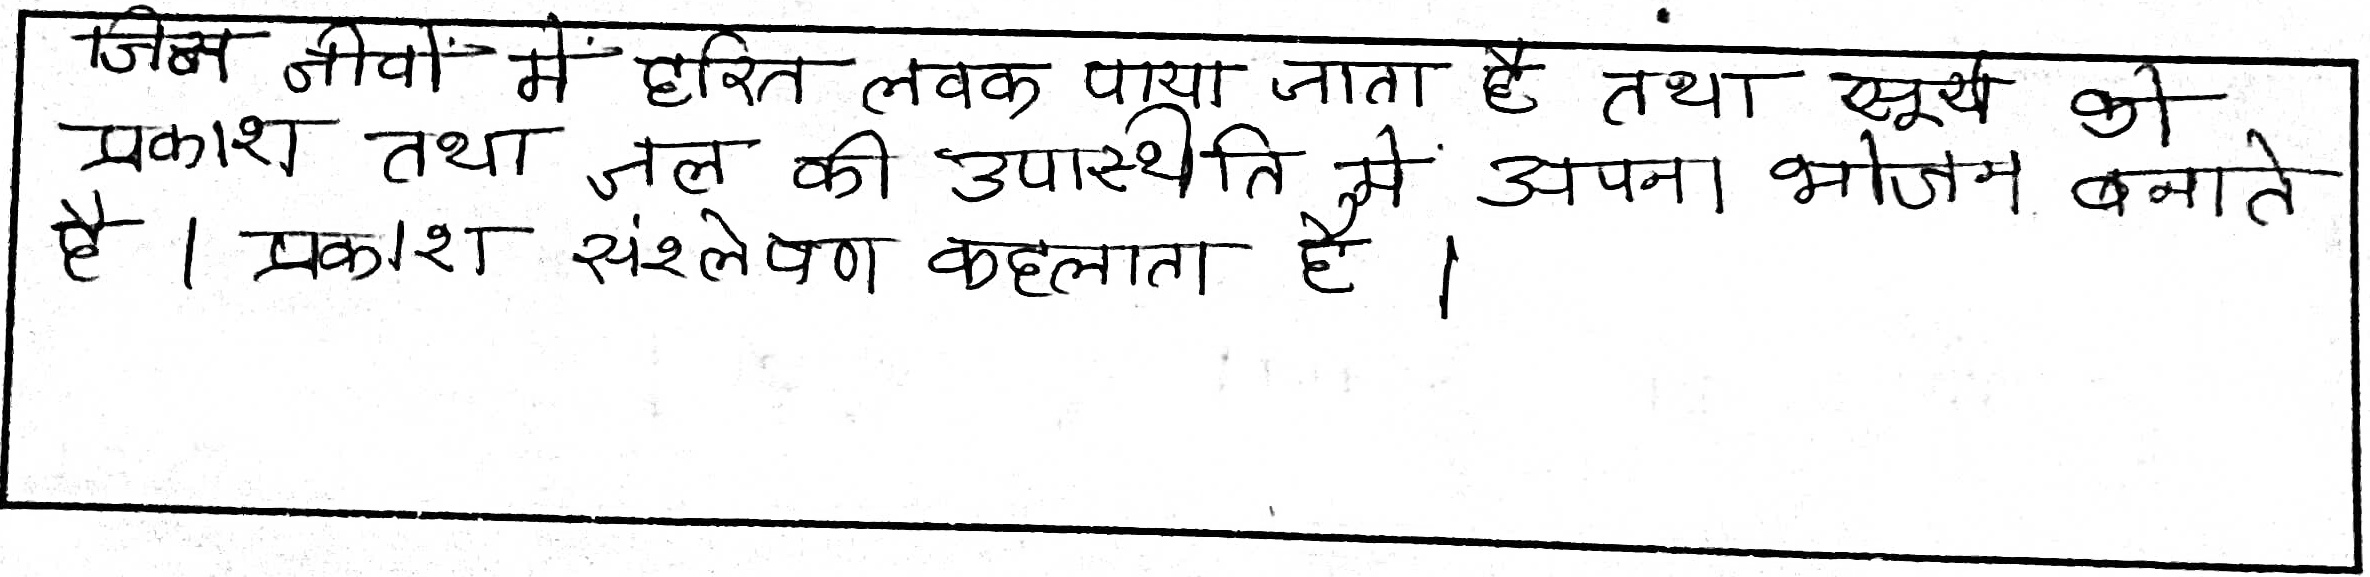 जिन जीवों में हरित लवक पाया जाता है तथा सूर्य की
प्रकाश तथा जल की उपास्थीति में अपना भोजन बनाते
है । प्रकाश संश्लेषण कहलाता है ।